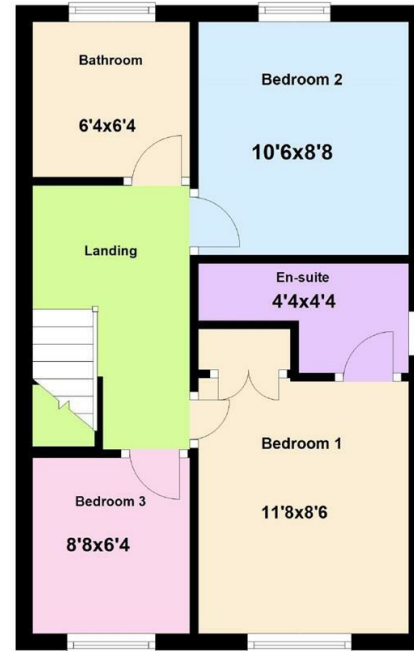 Bathroom
6'4x6'4
Bedroom 2
10'6x8'8
Landing
En-suite
4'4x4'4
Bedroom 1
11'8x8'6
Bedroom 3
8'8x6'4